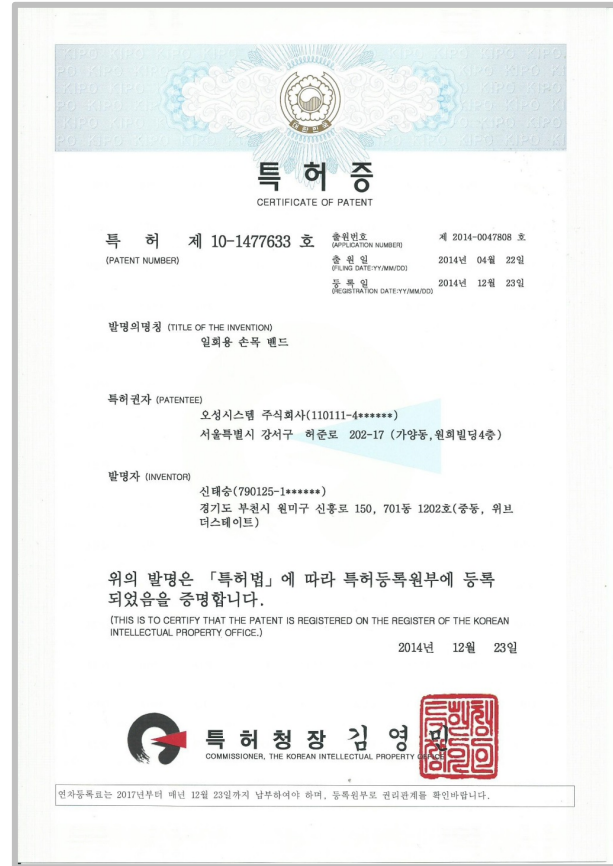 특허증
CERTIFICATE OF PATENT
특 허 제 10-1477633 호
(PATENT NUMBER)
출원번호 제 2014-0047808 호
(APPLICATION NUMBER)
출 원 일 2014년 04월 22일
(FILING DATE:YY/MM/DD)
등 록 일 2014년 12월 23일
(REGISTRATION DATE:YY/MM/DD)
발명의명칭 (TITLE OF THE INVENTION)
일회용 손목 밴드
특허권자 (PATENTEE)
오성시스템 주식회사(110111-4******)
서울특별시 강서구 허준로 202-17 (가양동,원희빌딩4층)
발명자 (INVENTOR)
신태숭(790125-1******)
경기도 부천시 원미구 신흥로 150, 701동 1202호(중동, 위브
더스테이트)
위의 발명은 「특허법」에 따라 특허등록원부에 등록
되었음을 증명합니다.
(THIS IS TO CERTIFY THAT THE PATENT IS REGISTERED ON THE REGISTER OF THE KOREAN
INTELLECTUAL PROPERTY OFFICE.)
2014년 12월 23일
특허청장 김영민
COMMISSIONER, THE KOREAN INTELLECTUAL PROPERTY OFFICE
연차등록료는 2017년부터 매년 12월 23일까지 납부하여야 하며, 등록원부로 권리관계를 확인바랍니다.